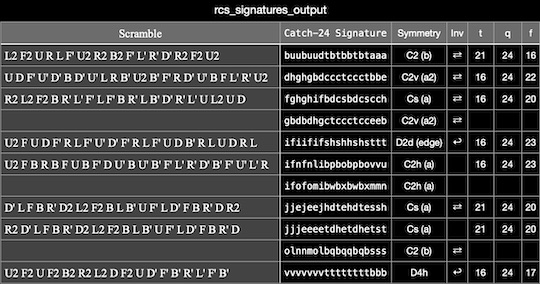 rcs_signatures_output
Scramble Catch-24 Signature Symmetry Inv t q f
L2 F2 U R L F' U2 R2 B2 F' L' R' D' R2 F2 U2 buubuudtbtbbtbtaaa C2 (b) ⇄ 21 24 16
U D F' U' D' B D' U' L R B' U2 B' F' R D' U' B F L' R' U2 dhghgbdccctccctbbe C2v (a2) ⇄ 16 24 22
R2 L2 F2 B R' L' F' L F' B R' L B' D' R' L' U L2 U D fghghifbdcsbdcscch Cs (a) ⇄ 16 24 20
gbdbdhgctccctcceeb C2v (a2) ⇄
U2 F U D F' R L F' U' D' F' R L F' U D B' R L U D R L ifiififshshhshsttt D2d (edge) ↩ 16 24 23
U2 F B R B F U B F' D U' B U' B' F' L' R' D' B' F' U' L' R ifnfnlibpbobpbovvu C2h (a) 16 24 23
ifofomibwbxbwbxmmn C2h (a)
D' L F B R' D2 L2 F2 B L B' U F' L D' F B R' D R2 jjejeejhdtehdtessh Cs (a) ⇄ 21 24 20
R2 D' L F B R' D2 L2 F2 B L B' U F' L D' F B R' D jjjeeeetdhetdhetst Cs (a) 21 24 20
olnnmolbqbqqbqbsss C2 (b) ⇄
U2 F2 U F2 B2 R2 L2 D F2 U D' F' B' R' L' F' B' vvvvvvvttttttttbbb D4h ↩ 16 24 17